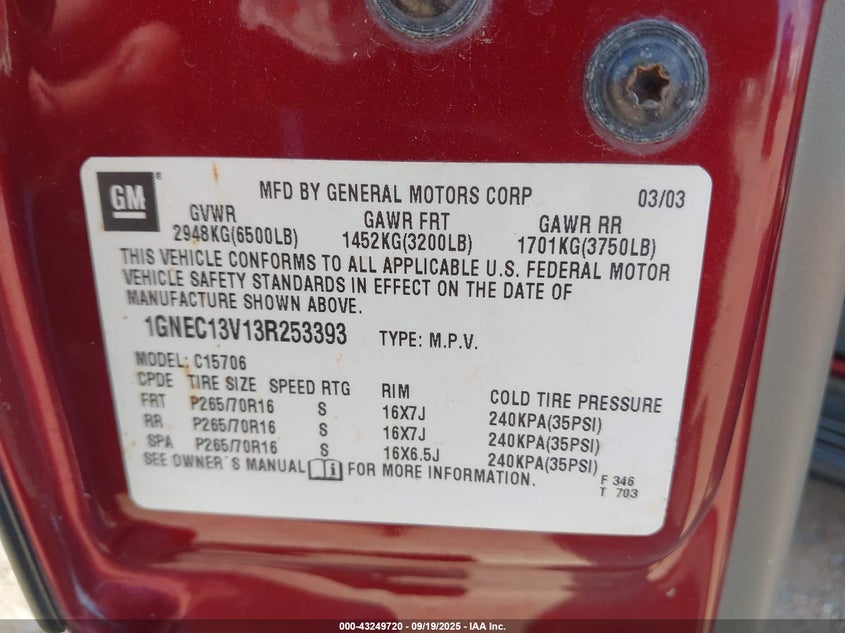 GM ®
MFD BY GENERAL MOTORS CORP 03/03
GVWR GAWR FRT GAWR RR
2948KG(6500LB) 1452KG(3200LB) 1701KG(3750LB)
THIS VEHICLE CONFORMS TO ALL APPLICABLE U.S. FEDERAL MOTOR
VEHICLE SAFETY STANDARDS IN EFFECT ON THE DATE OF
MANUFACTURE SHOWN ABOVE.
1GNEC13V13R253393 TYPE: M.P.V.
MODEL: C15706
CPDE TIRE SIZE SPEED RTG RIM COLD TIRE PRESSURE
FRT P265/70R16 S 16X7J 240KPA(35PSI)
RR P265/70R16 S 16X7J 240KPA(35PSI)
SPA P265/70R16 S 16X6.5J 240KPA(35PSI)
SEE OWNER´S MANUAL i FOR MORE INFORMATION.
F 346
T 703
000-43249720 - 09/19/2025 - IAA Inc.